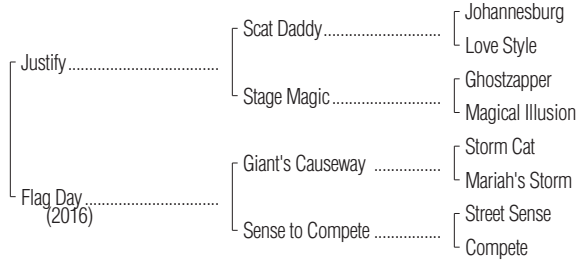 Johannesburg
Scat Daddy
Love Style
Justify
Ghostzapper
Stage Magic
Magical Illusion
Storm Cat
Giant's Causeway
Mariah's Storm
Flag Day
(2016)
Street Sense
Sense to Compete
Compete